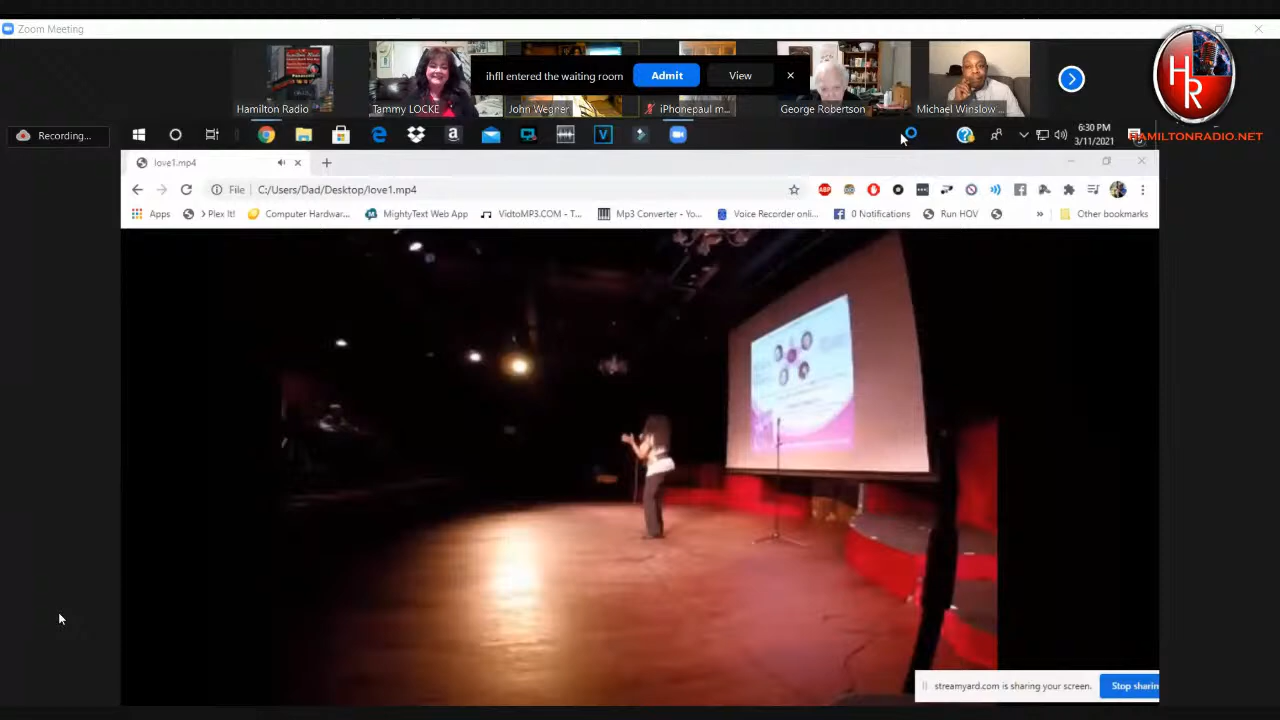 Zoom Meeting
ihfll entered the waiting room
Admit
View
Hamilton Radio
Tammy LOCKE
John Wegner
iPhonepaul m...
George Robertson
Michael Winslow ...
HR
HAMILTONRADIO.NET
Recording...
6:30 PM
3/11/2021
love1.mp4
File
C:/Users/Dad/Desktop/love1.mp4
ABP
Apps
> Plex It!
Computer Hardwar...
MightyText Web App
VidtoMP3.COM - T...
Mp3 Converter - Yo...
Voice Recorder onli...
0 Notifications
Run HOV
»
Other bookmarks
streamyard.com is sharing your screen.
Stop sharin